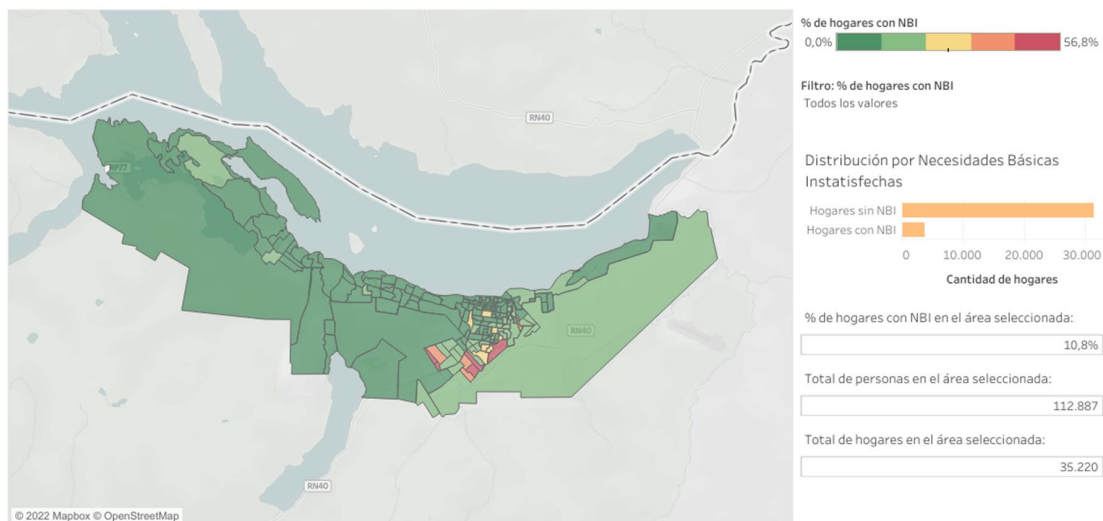 % de hogares con NBI
0,0%
56,8%
Filtro: % de hogares con NBI
Todos los valores
Distribución por Necesidades Básicas
Instatisfechas
Hogares sin NBI
Hogares con NBI
0
10.000
20.000
30.000
Cantidad de hogares
% de hogares con NBI en el área seleccionada:
10,8%
Total de personas en el área seleccionada:
112.887
Total de hogares en el área seleccionada:
35.220
RN40
RN40
RN40
© 2022 Mapbox © OpenStreetMap